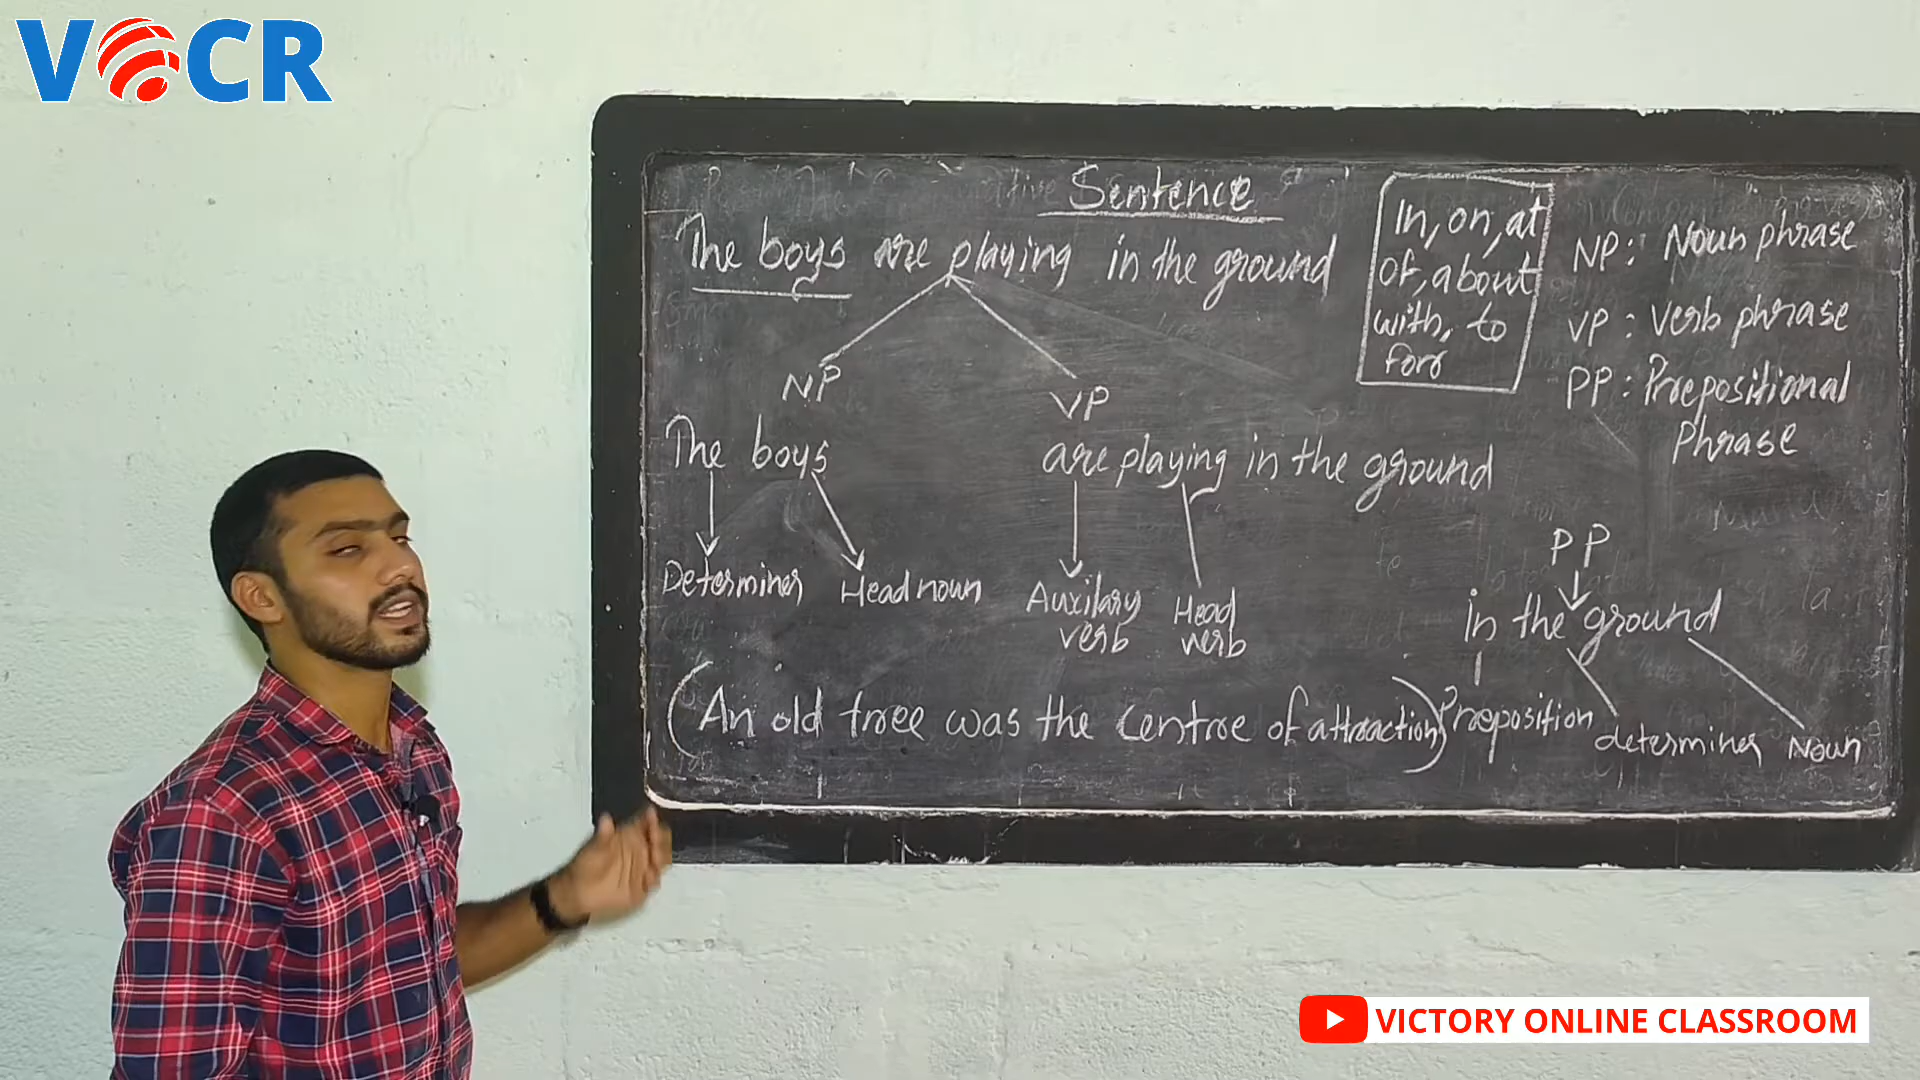 VOCR
Sentence
The boys are playing in the ground
NP
VP
The boys
are playing in the ground
Determiner
Head noun
Auxilary
verb
Head
verb
(An old tree was the centre of attraction)
In, on, at
of, about
with, to
for
NP: Noun phrase
VP: Verb phrase
PP: Prepositional
Phrase
PP
in the ground
Preposition
determiner
Noun
VICTORY ONLINE CLASSROOM